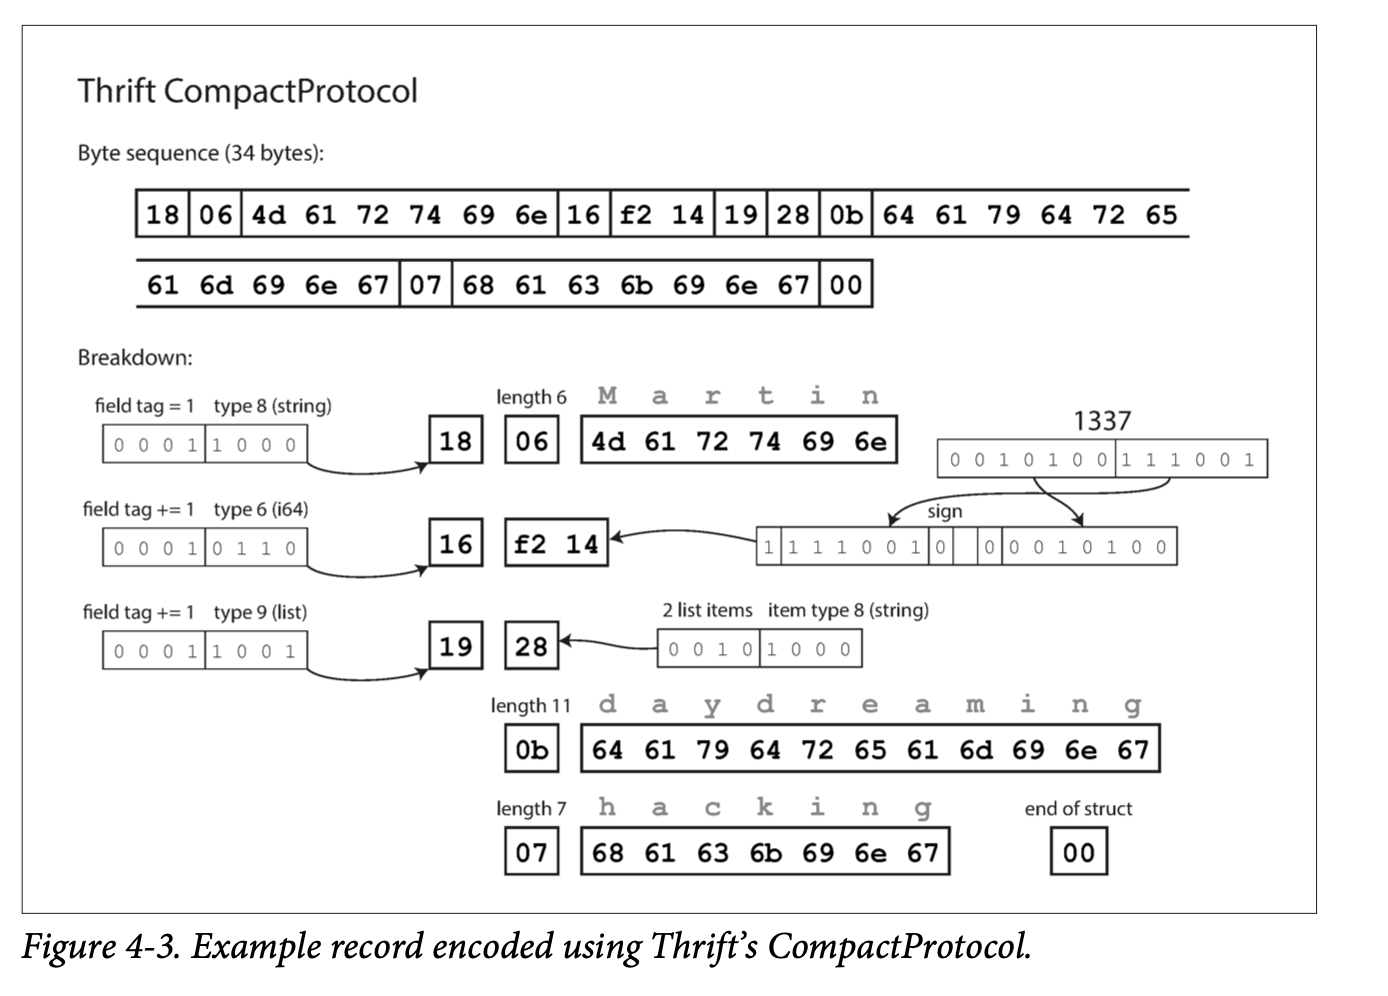 Thrift CompactProtocol
Byte sequence (34 bytes):
18 06 4d 61 72 74 69 6e 16 f2 14 19 28 0b 64 61 79 64 72 65
61 6d 69 6e 67 07 68 61 63 6b 69 6e 67 00
Breakdown:
field tag = 1 type 8 (string) length 6 M a r t i n
0 0 0 1 1 0 0 0 18 06 4d 61 72 74 69 6e
1337
0 0 1 0 1 0 0 1 1 1 0 0 1
field tag += 1 type 6 (i64) sign
0 0 0 1 0 1 1 0 16 f2 14 1 1 1 1 0 0 1 0 0 0 0 1 0 1 0 0
field tag += 1 type 9 (list) 2 list items item type 8 (string)
0 0 0 1 1 0 0 1 19 28 0 0 1 0 1 0 0 0
length 11 d a y d r e a m i n g
0b 64 61 79 64 72 65 61 6d 69 6e 67
length 7 h a c k i n g end of struct
07 68 61 63 6b 69 6e 67 00
Figure 4-3. Example record encoded using Thrift’s CompactProtocol.